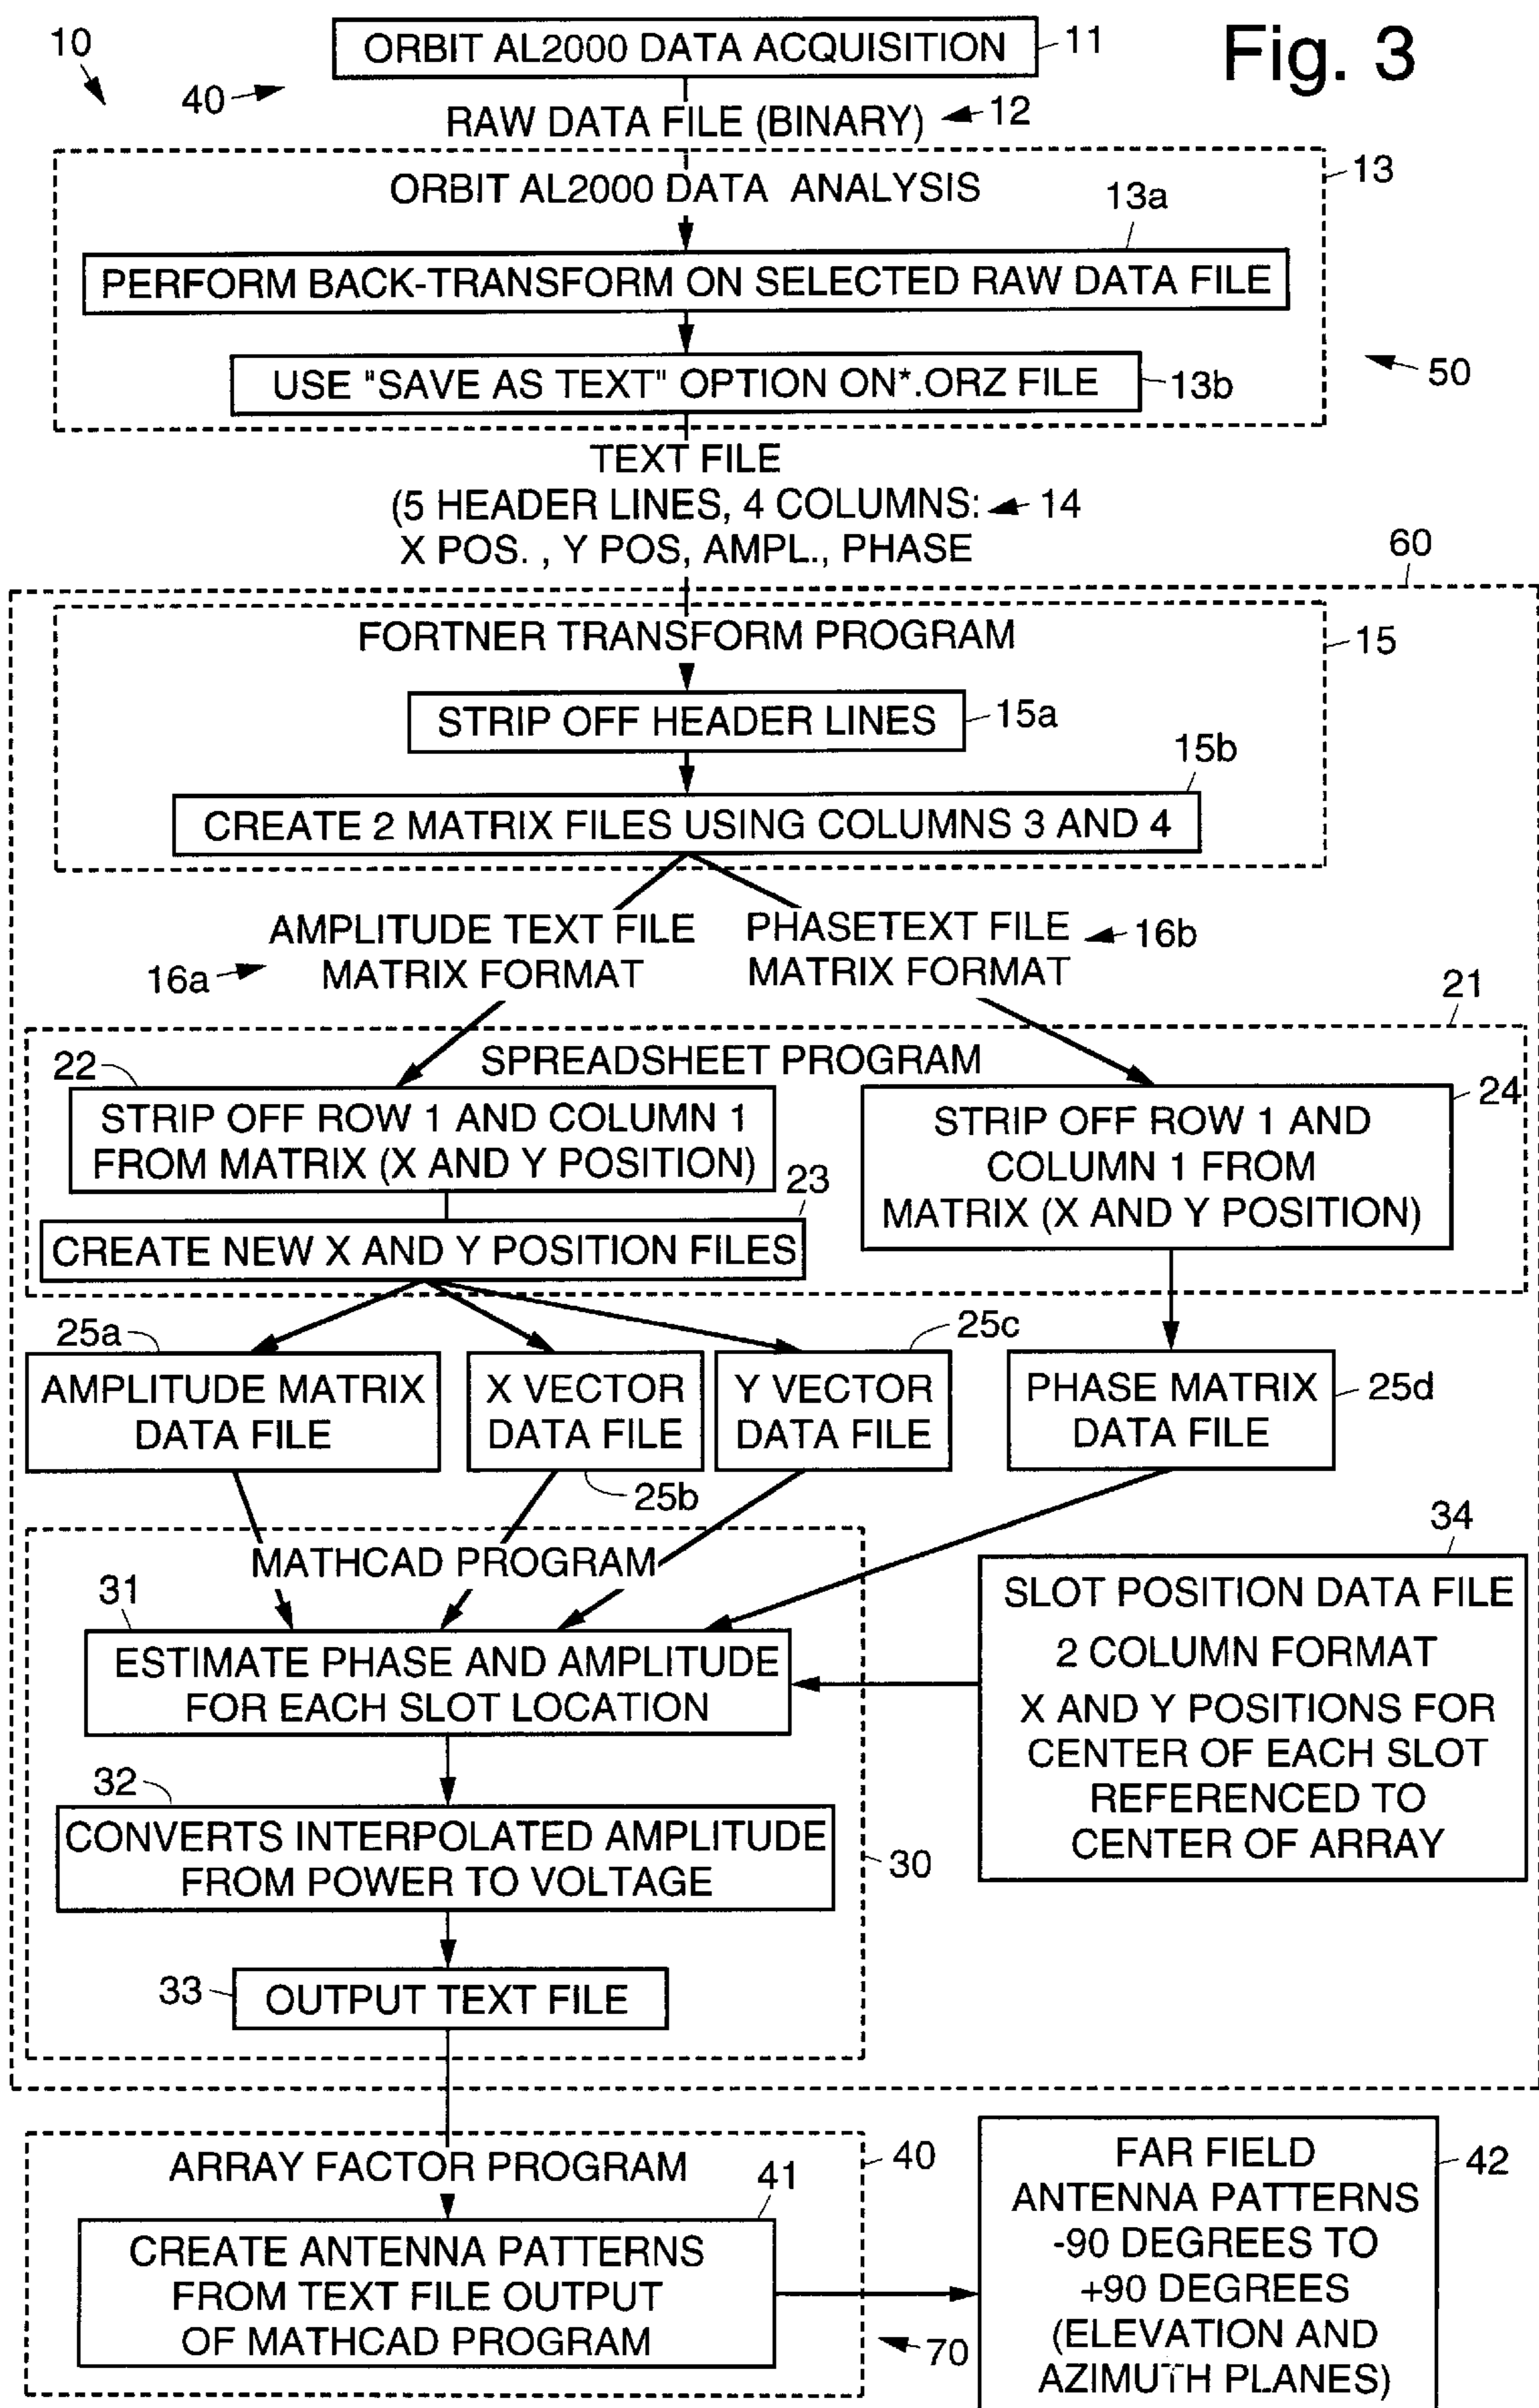 Fig. 3
10
40
ORBIT AL2000 DATA ACQUISITION
11
RAW DATA FILE (BINARY)
12
ORBIT AL2000 DATA ANALYSIS
13
13a
PERFORM BACK-TRANSFORM ON SELECTED RAW DATA FILE
USE "SAVE AS TEXT" OPTION ON*.ORZ FILE
13b
50
TEXT FILE
(5 HEADER LINES, 4 COLUMNS:
14
X POS. , Y POS, AMPL., PHASE
60
FORTNER TRANSFORM PROGRAM
15
STRIP OFF HEADER LINES
15a
15b
CREATE 2 MATRIX FILES USING COLUMNS 3 AND 4
AMPLITUDE TEXT FILE
MATRIX FORMAT
16a
PHASETEXT FILE
MATRIX FORMAT
16b
21
SPREADSHEET PROGRAM
22
STRIP OFF ROW 1 AND COLUMN 1
FROM MATRIX (X AND Y POSITION)
23
CREATE NEW X AND Y POSITION FILES
24
STRIP OFF ROW 1 AND
COLUMN 1 FROM
MATRIX (X AND Y POSITION)
25a
AMPLITUDE MATRIX
DATA FILE
X VECTOR
DATA FILE
25b
25c
Y VECTOR
DATA FILE
PHASE MATRIX
DATA FILE
25d
MATHCAD PROGRAM
31
ESTIMATE PHASE AND AMPLITUDE
FOR EACH SLOT LOCATION
34
SLOT POSITION DATA FILE
2 COLUMN FORMAT
X AND Y POSITIONS FOR
CENTER OF EACH SLOT
REFERENCED TO
CENTER OF ARRAY
32
CONVERTS INTERPOLATED AMPLITUDE
FROM POWER TO VOLTAGE
30
33
OUTPUT TEXT FILE
ARRAY FACTOR PROGRAM
40
41
CREATE ANTENNA PATTERNS
FROM TEXT FILE OUTPUT
OF MATHCAD PROGRAM
70
FAR FIELD
ANTENNA PATTERNS
-90 DEGREES TO
+90 DEGREES
(ELEVATION AND
AZIMUTH PLANES)
42